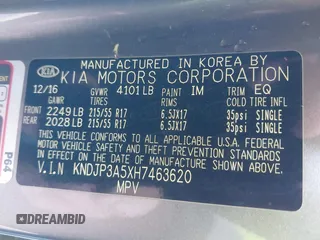 MANUFACTURED IN KOREA BY
KIA KIA MOTORS CORPORATION
12/16 GVWR 4101LB PAINT IM TRIM EQ
GAWR TIRES RIMS COLD TIRE INFL
FRONT 2249LB 215/55 R17 6.5JX17 35psi SINGLE
REAR 2028LB 215/55 R17 6.5JX17 35psi SINGLE
THIS VEHICLE CONFORMS TO ALL APPLICABLE
U.S.A. FEDERAL MOTOR VEHICLE SAFETY STANDARDS
IN EFFECT ON THE DATE OF MANUFACTURE SHOWN ABOVE.
V.I.N KNDJP3A5XH7463620
MPV
P64
DREAMBID
dreambid.com